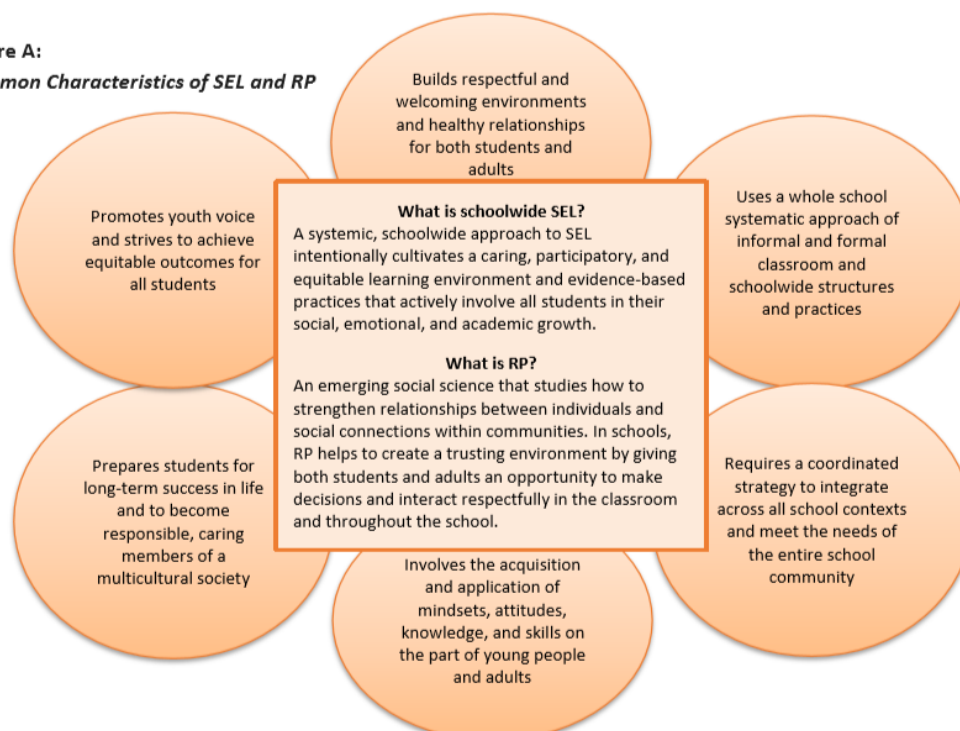 re A:
mon Characteristics of SEL and RP
Builds respectful and
welcoming environments
and healthy relationships
for both students and
adults
Promotes youth voice
and strives to achieve
equitable outcomes for
all students
Uses a whole school
systematic approach of
informal and formal
classroom and
schoolwide structures
and practices
What is schoolwide SEL?
A systemic, schoolwide approach to SEL
intentionally cultivates a caring, participatory, and
equitable learning environment and evidence-based
practices that actively involve all students in their
social, emotional, and academic growth.
What is RP?
An emerging social science that studies how to
strengthen relationships between individuals and
social connections within communities. In schools,
RP helps to create a trusting environment by giving
both students and adults an opportunity to make
decisions and interact respectfully in the classroom
and throughout the school.
Prepares students for
long-term success in life
and to become
responsible, caring
members of a
multicultural society
Requires a coordinated
strategy to integrate
across all school contexts
and meet the needs of
the entire school
community
Involves the acquisition
and application of
mindsets, attitudes,
knowledge, and skills on
the part of young people
and adults